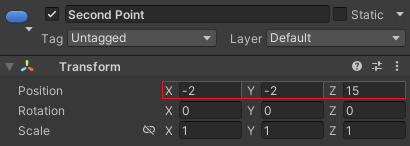 Second Point Static
Tag Untagged Layer Default
Transform
Position X -2 Y -2 Z 15
Rotation X 0 Y 0 Z 0
Scale X 1 Y 1 Z 1